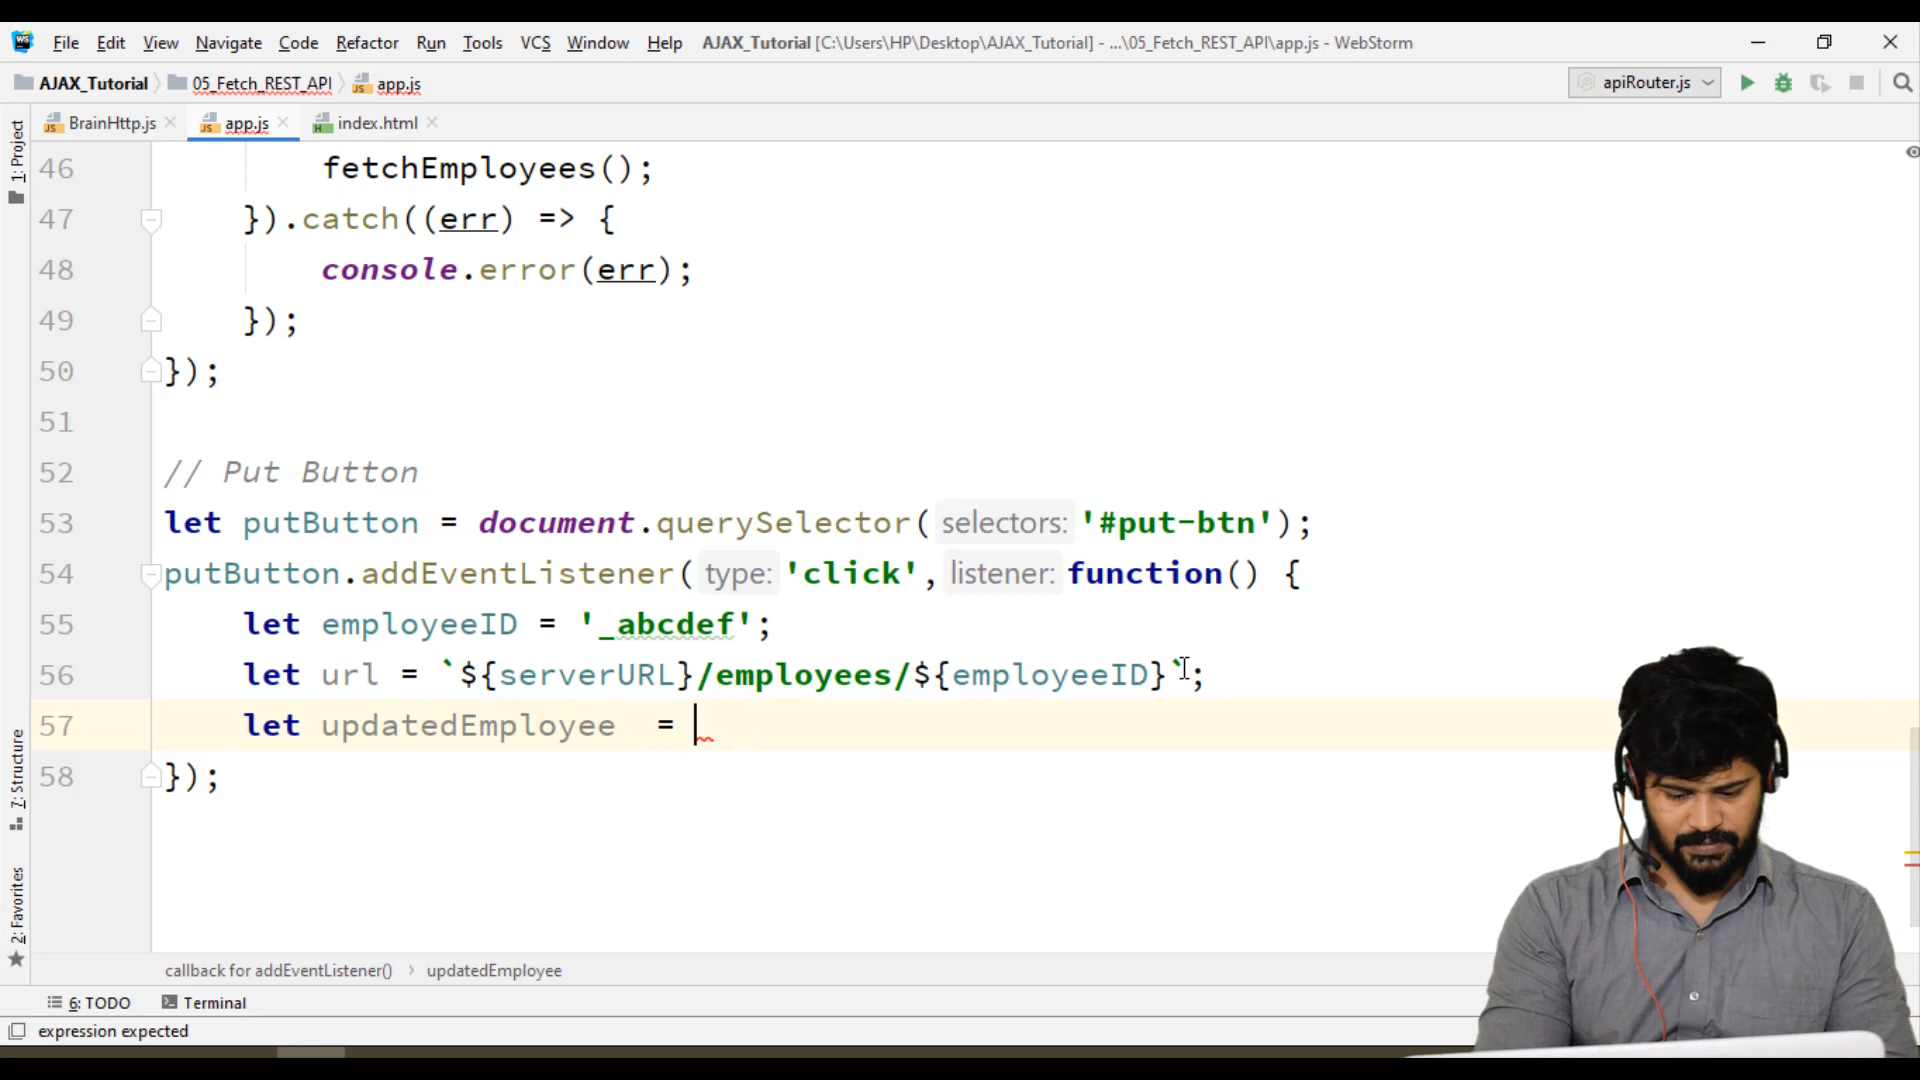 File Edit View Navigate Code Refactor Run Tools VCS Window Help AJAX_Tutorial [C:\Users\HP\Desktop\AJAX_Tutorial] - ...\05_Fetch_REST_API\app.js - WebStorm
AJAX_Tutorial 05_Fetch_REST_API app.js apiRouter.js
BrainHttp.js app.js index.html
1: Project
7: Structure
2: Favorites
46 fetchEmployees();
47 }).catch((err) => {
48 console.error(err);
49 });
50 });
51
52 // Put Button
53 let putButton = document.querySelector( selectors: '#put-btn');
54 putButton.addEventListener( type: 'click', listener: function() {
55 let employeeID = '_abcdef';
56 let url = `${serverURL}/employees/${employeeID}`;
57 let updatedEmployee  =
58 });
callback for addEventListener() › updatedEmployee
6: TODO Terminal
expression expected